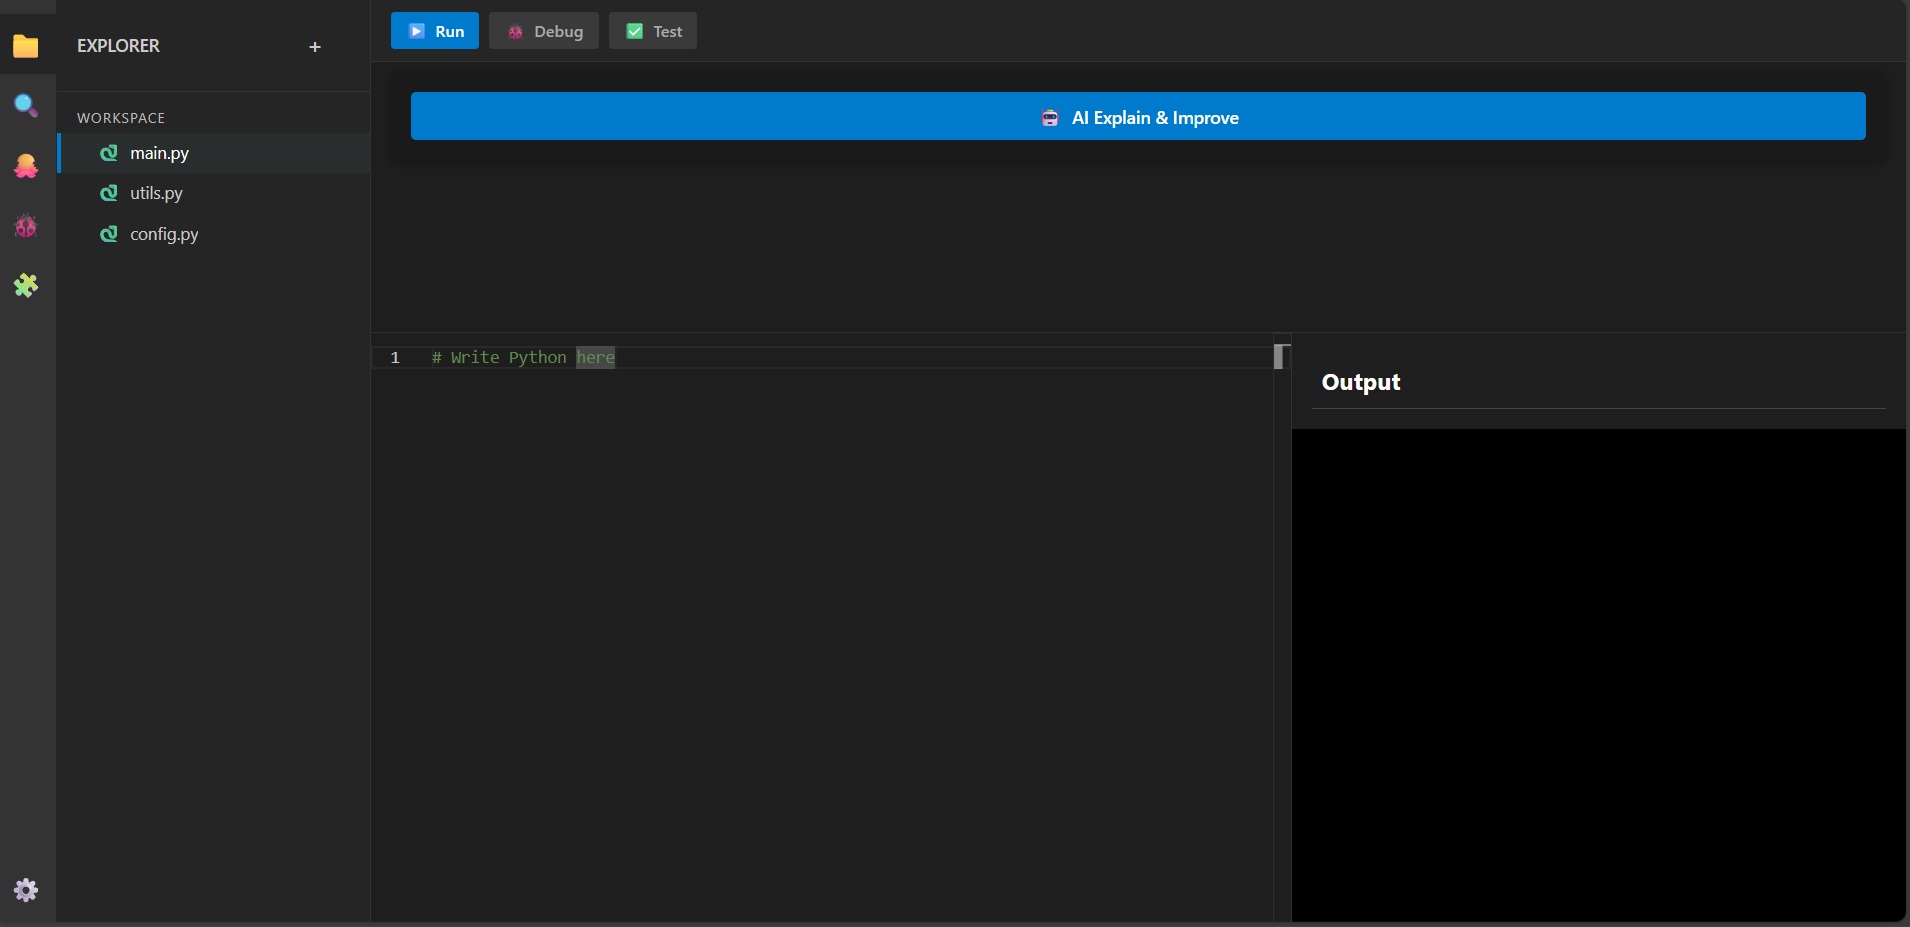 EXPLORER +
WORKSPACE
main.py
utils.py
config.py
Run
Debug
Test
AI Explain & Improve
1 # Write Python here
Output